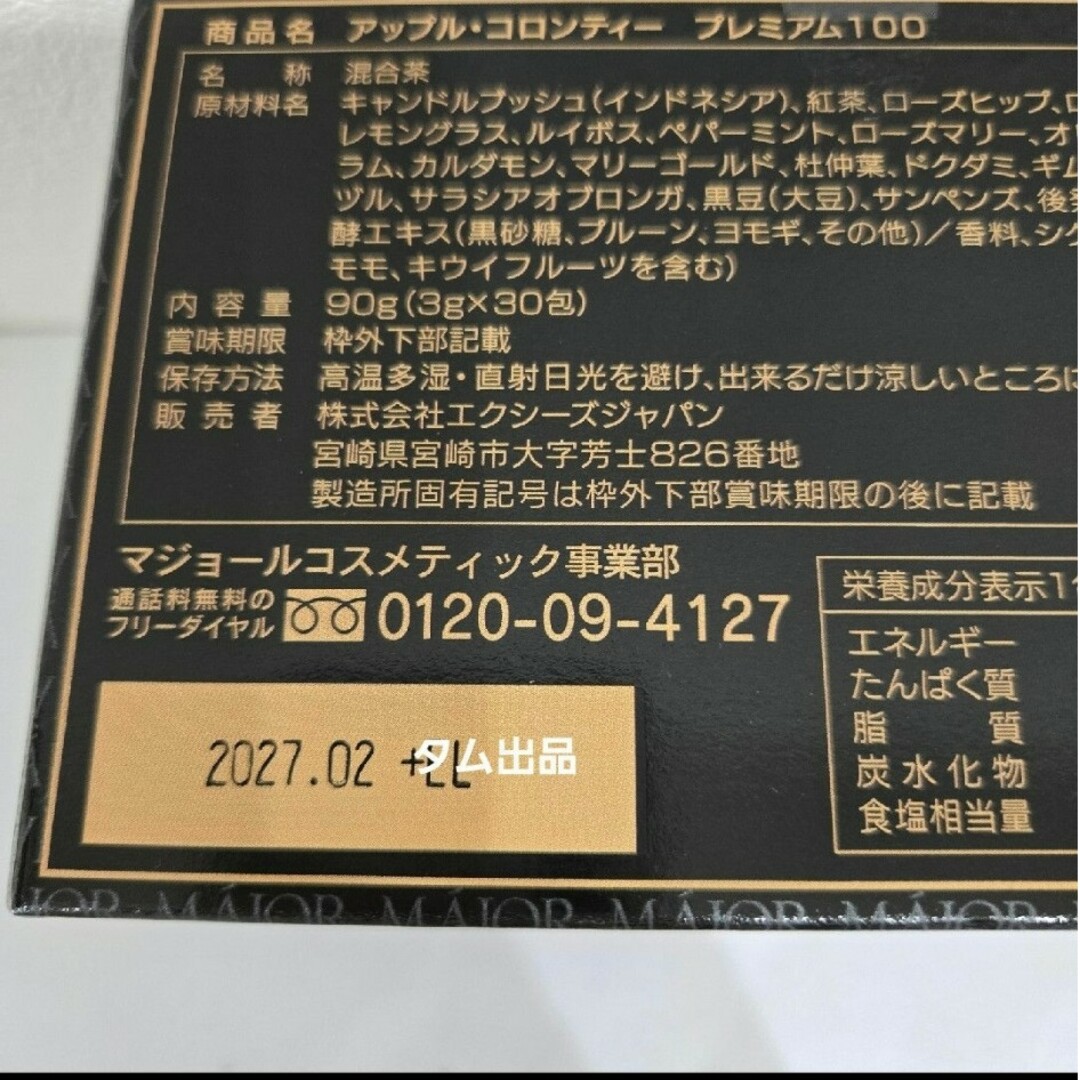 商品名 アップル・コロンティー プレミアム100
名称 混合茶
原材料名 キャンドルブッシュ(インドネシア)、紅茶、ローズヒップ、
レモングラス、ルイボス、ペパーミント、ローズマリー、オ
ラム、カルダモン、マリーゴールド、杜仲葉、ドクダミ、ギム
ヅル、サラシアオブロンガ、黒豆(大豆)、サンペンズ、後発
酵エキス(黒砂糖、プルーン、ヨモギ、その他)/香料、シク
モモ、キウイフルーツを含む)
内容量 90g(3g×30包)
賞味期限 枠外下部記載
保存方法 高温多湿・直射日光を避け、出来るだけ涼しいところに
販売者 株式会社エクシーズジャパン
宮崎県宮崎市大字芳士826番地
製造所固有記号は枠外下部賞味期限の後に記載
マジョールコスメティック事業部
通話料無料の
フリーダイヤル 0120-09-4127
栄養成分表示1
エネルギー
たんぱく質
脂質
炭水化物
食塩相当量
2027.02
タム出品
MÁJOR MÁJOR MÁJOR MÁJOR